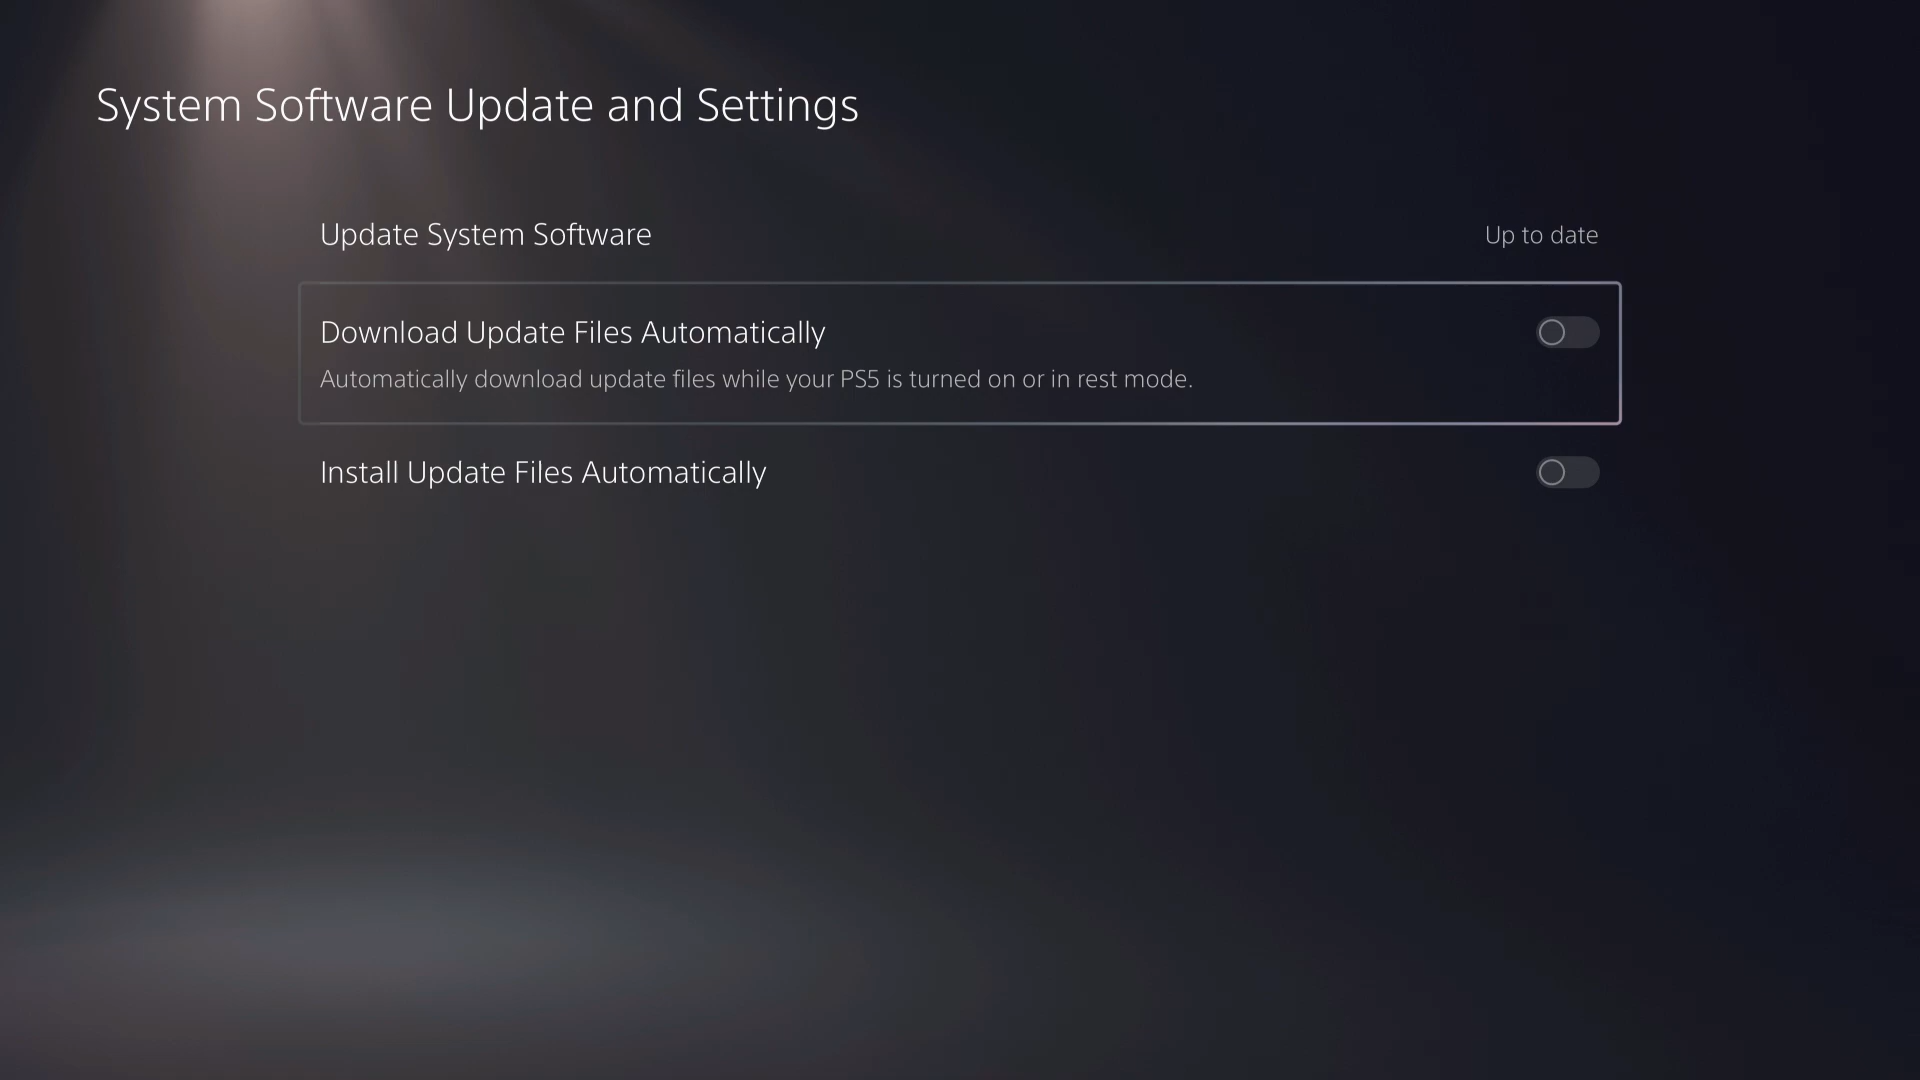 System Software Update and Settings
Update System Software
Up to date
Download Update Files Automatically
Automatically download update files while your PS5 is turned on or in rest mode.
Install Update Files Automatically